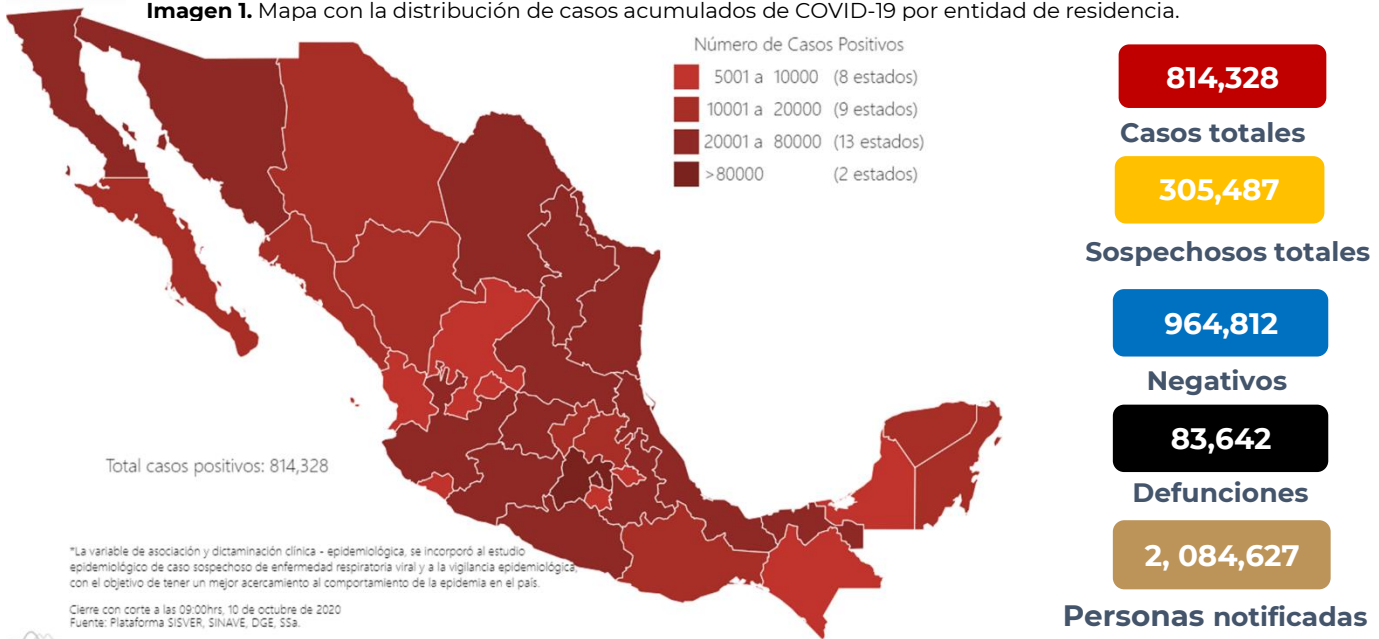 Imagen 1. Mapa con la distribución de casos acumulados de COVID-19 por entidad de residencia.
Número de Casos Positivos
5001 a 10000 (8 estados)
10001 a 20000 (9 estados)
20001 a 80000 (13 estados)
>80000 (2 estados)
Total casos positivos: 814,328
*La variable de asociación y dictaminación clínica - epidemiológica, se incorporó al estudio
epidemiológico de caso sospechoso de enfermedad respiratoria viral y a la vigilancia epidemiológica,
con el objetivo de tener un mejor acercamiento al comportamiento de la epidemia en el país.
Cierre con corte a las 09:00hrs, 10 de octubre de 2020
Fuente: Plataforma SISVER, SINAVE, DGE, SSa.
814,328
Casos totales
305,487
Sospechosos totales
964,812
Negativos
83,642
Defunciones
2, 084,627
Personas notificadas